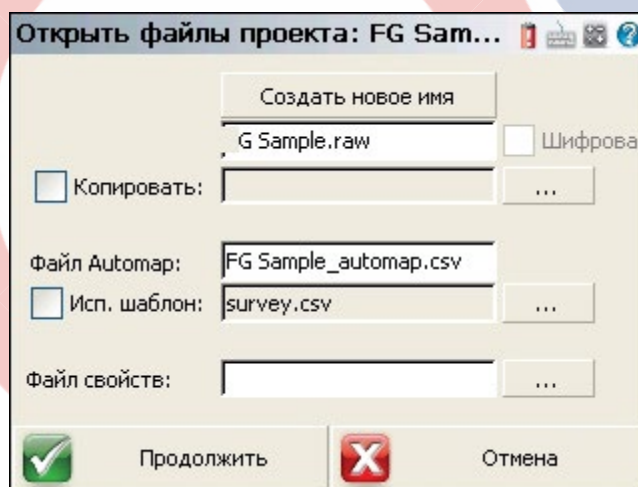 Открыть файлы проекта: FG Sam...
Создать новое имя
G Sample.raw
Шифрова
Копировать:
...
Файл Automap:
FG Sample_automap.csv
Исп. шаблон:
survey.csv
...
Файл свойств:
...
Продолжить
Отмена